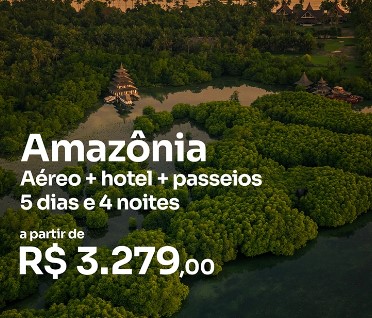 Amazônia
Aéreo + hotel + passeios
5 dias e 4 noites
a partir de
R$ 3.279,00